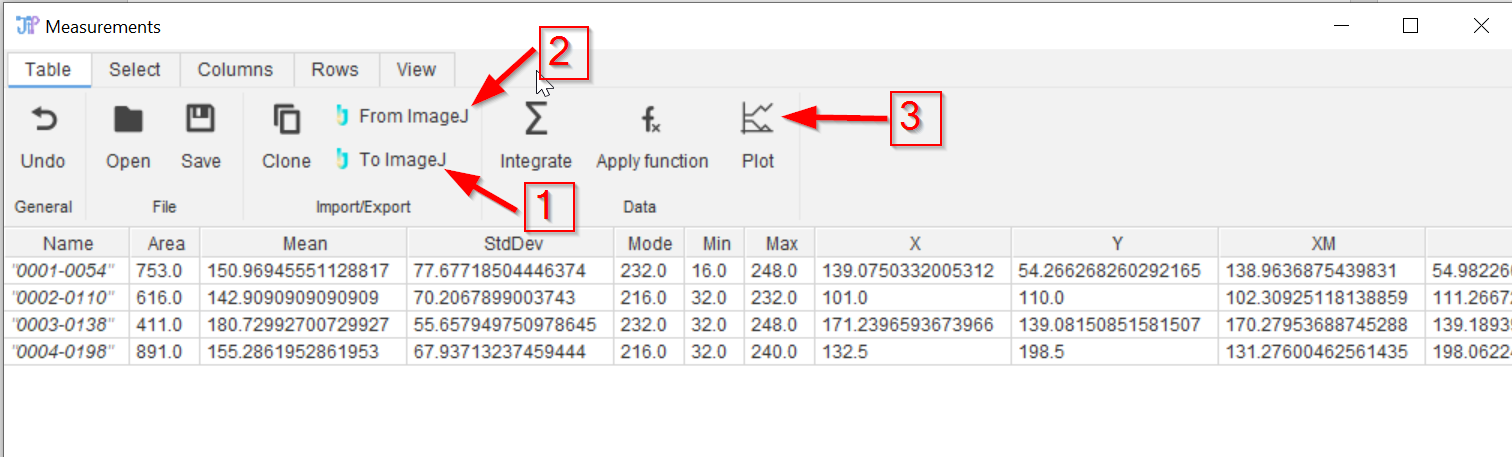 JIP Measurements
2
Table Select Columns Rows View
From ImageJ
3
Undo Open Save Clone To ImageJ Integrate Apply function Plot
1
General File Import/Export Data
Name Area Mean StdDev Mode Min Max X Y XM
"0001-0054" 753.0 150.96945551128817 77.67718504446374 232.0 16.0 248.0 139.0750332005312 54.266268260292165 138.9636875439831 54.98226
"0002-0110" 616.0 142.9090909090909 70.2067899003743 216.0 32.0 232.0 101.0 110.0 102.30925118138859 111.2667
"0003-0138" 411.0 180.72992700729927 55.657949750978645 232.0 32.0 248.0 171.2396593673966 139.08150851581507 170.27953688745288 139.1893
"0004-0198" 891.0 155.2861952861953 67.93713237459444 216.0 32.0 240.0 132.5 198.5 131.27600462561435 198.0622